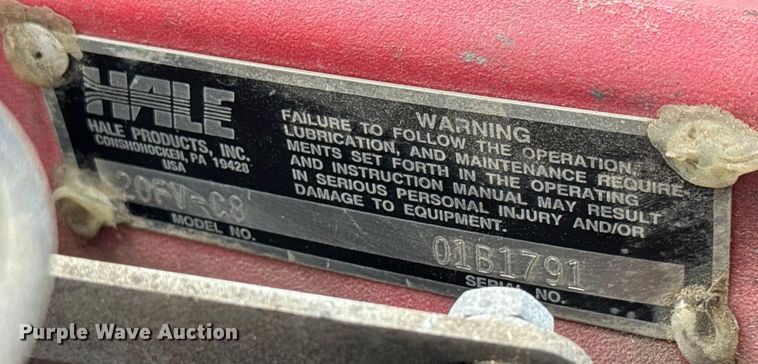 HALE
HALE PRODUCTS, INC.
CONSHOHOCKEN, PA 19428
USA
20FV-C8
MODEL NO.
WARNING
FAILURE TO FOLLOW THE OPERATION,
LUBRICATION, AND MAINTENANCE REQUIRE
MENTS SET FORTH IN THE OPERATING
AND INSTRUCTION MANUAL MAY RESULT
IN SERIOUS PERSONAL INJURY AND/OR
DAMAGE TO EQUIPMENT.
01B1791
SERIAL NO.
Purple Wave Auction